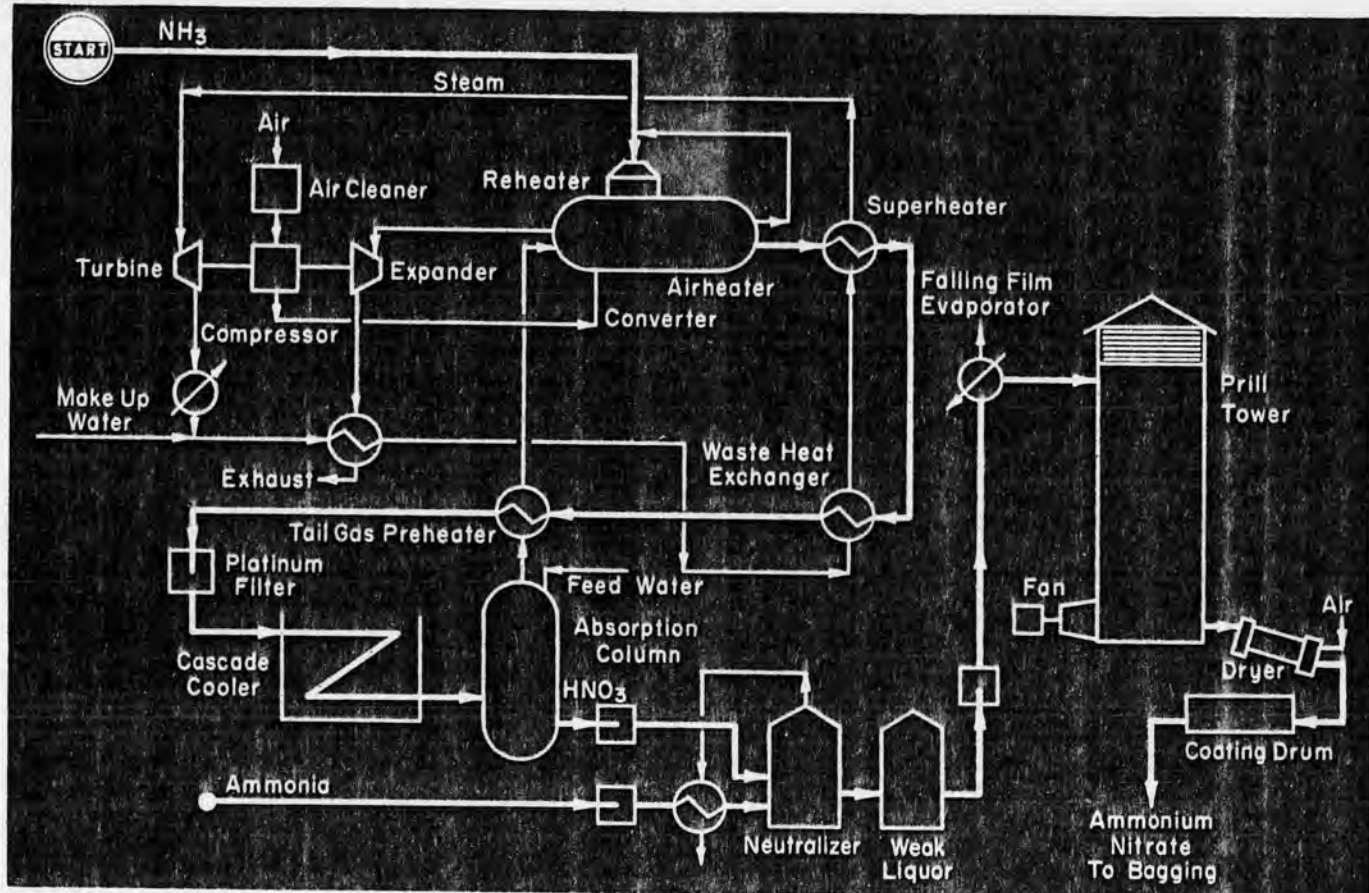 START
NH3
Steam
Air
Air Cleaner
Reheater
Superheater
Turbine
Expander
Airheater
Falling Film
Evaporator
Compressor
Converter
Make Up
Water
Prill
Tower
Exhaust
Waste Heat
Exchanger
Tail Gas Preheater
Platinum
Filter
Feed Water
Fan
Air
Absorption
Column
Cascade
Cooler
HNO3
Dryer
Coating Drum
Ammonia
Neutralizer
Weak
Liquor
Ammonium
Nitrate
To Bagging